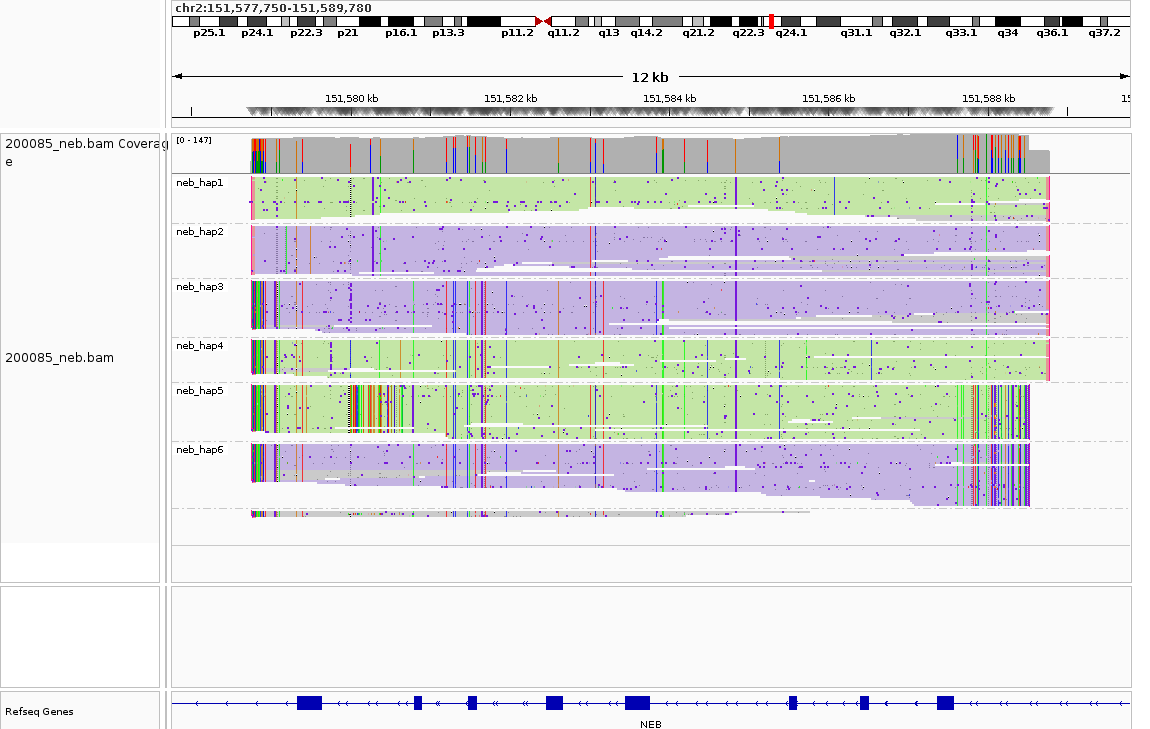 chr2:151,577,750-151,589,780
p25.1 p24.1 p22.3 p21 p16.1 p13.3 p11.2 q11.2 q13 q14.2 q21.2 q22.3 q24.1 q31.1 q32.1 q33.1 q34 q36.1 q37.2
12 kb
151,580 kb 151,582 kb 151,584 kb 151,586 kb 151,588 kb 15
200085_neb.bam Coverag
e
[0 - 147]
neb_hap1
neb_hap2
neb_hap3
neb_hap4
200085_neb.bam
neb_hap5
neb_hap6
Refseq Genes
NEB